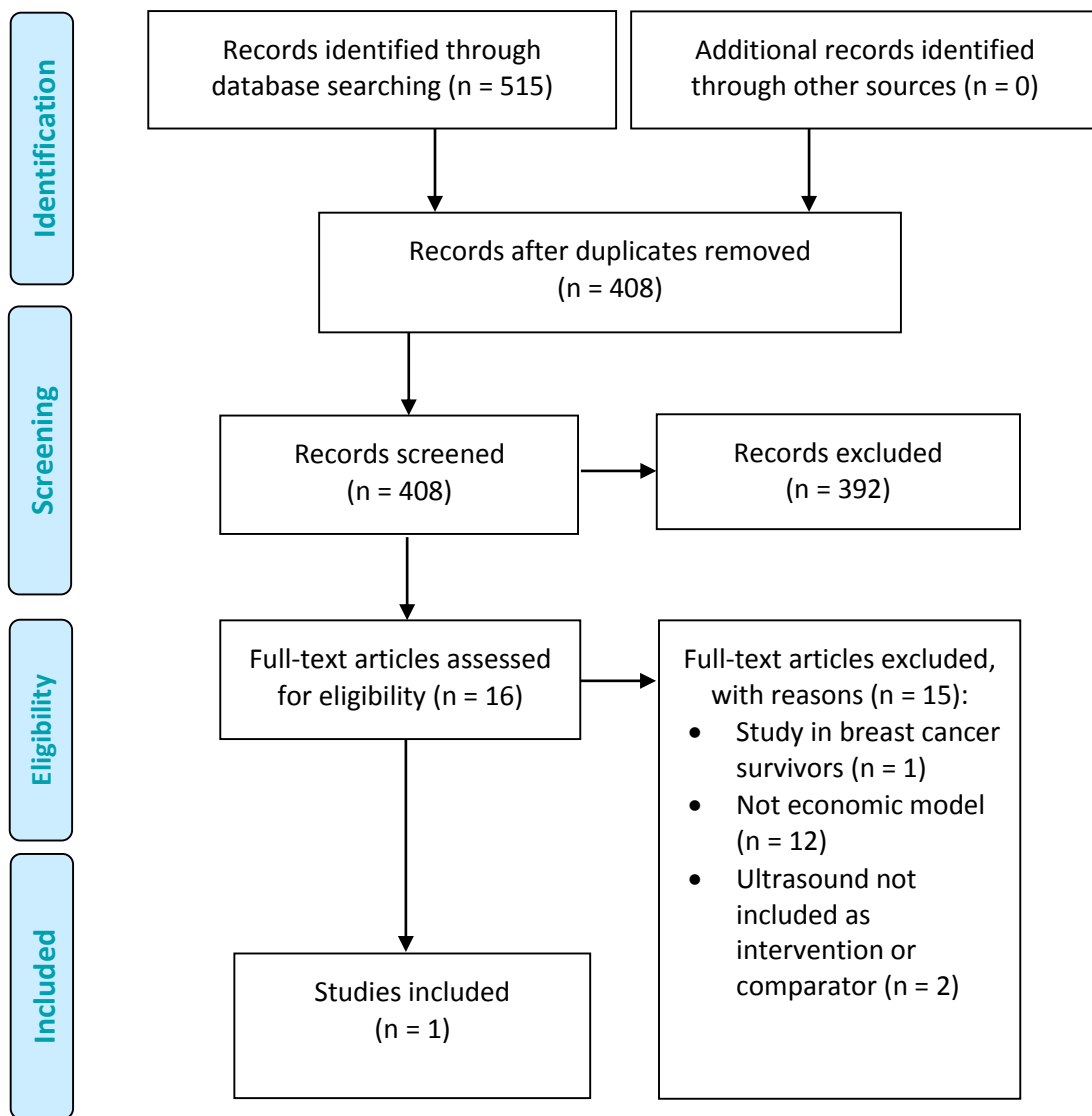 Identification
Records identified through
database searching (n = 515)
Additional records identified
through other sources (n = 0)
Records after duplicates removed
(n = 408)
Screening
Records screened
(n = 408)
Records excluded
(n = 392)
Eligibility
Full-text articles assessed
for eligibility (n = 16)
Full-text articles excluded,
with reasons (n = 15):
• Study in breast cancer
survivors (n = 1)
• Not economic model
(n = 12)
• Ultrasound not
included as
intervention or
comparator (n = 2)
Included
Studies included
(n = 1)